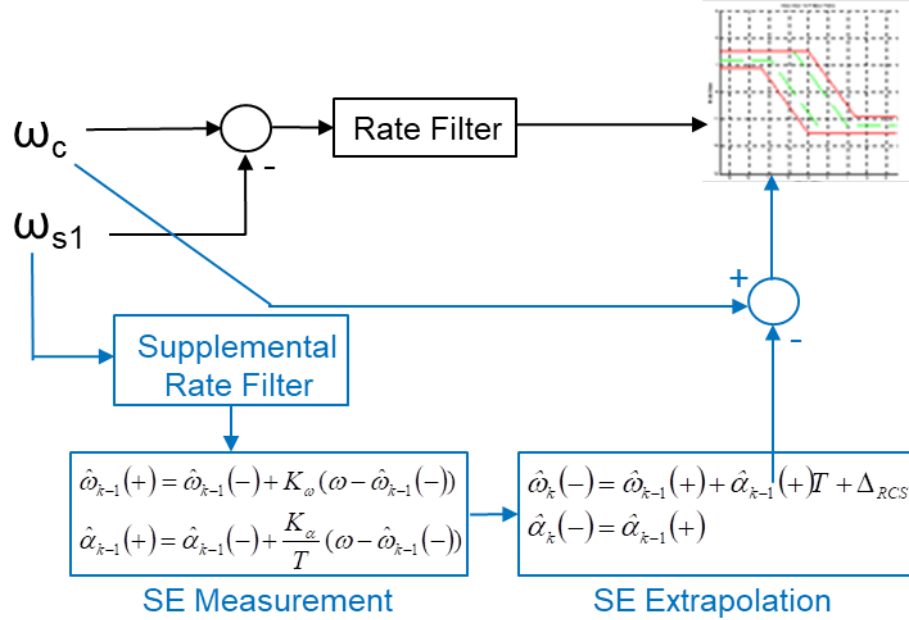 ω_c
-
Rate Filter
ω_s1
+
-
Supplemental
Rate Filter
ω̂_{k-1}(+) = ω̂_{k-1}(-) + K_ω(ω - ω̂_{k-1}(-))
α̂_{k-1}(+) = α̂_{k-1}(-) + K_α/T (ω - ω̂_{k-1}(-))
ω̂_k(-) = ω̂_{k-1}(+) + α̂_{k-1}(+)T + Δ_RCS
α̂_k(-) = α̂_{k-1}(+)
SE Measurement
SE Extrapolation